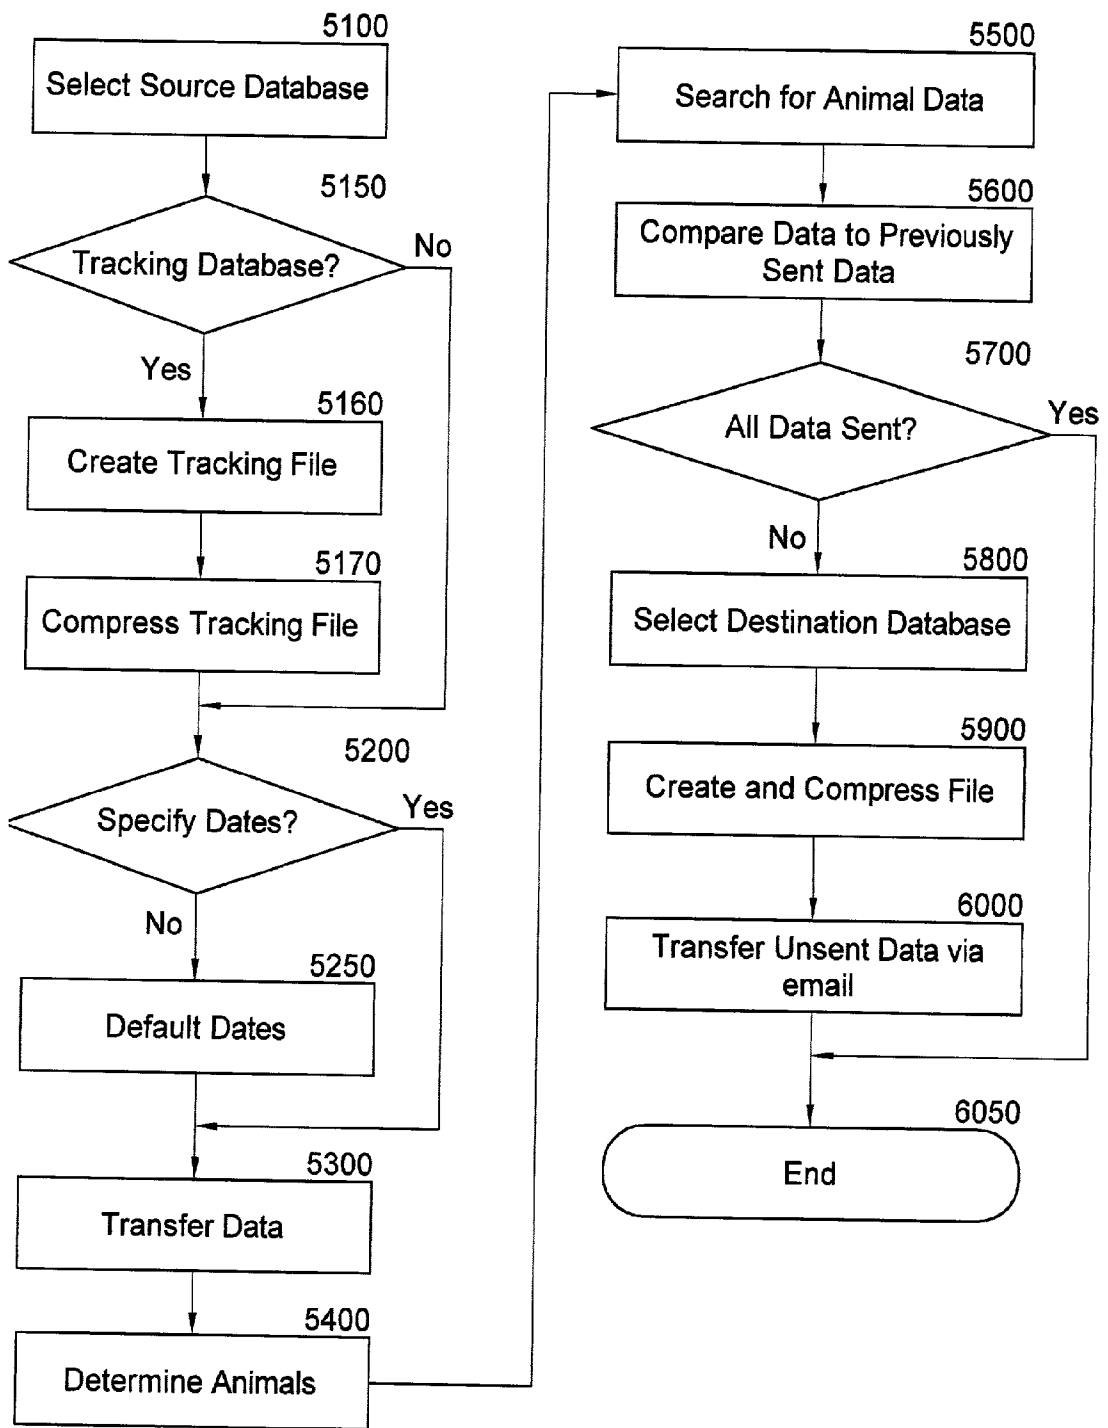 5100
Select Source Database
5150
Tracking Database?
No
Yes
5160
Create Tracking File
5170
Compress Tracking File
5200
Specify Dates?
Yes
No
5250
Default Dates
5300
Transfer Data
5400
Determine Animals
5500
Search for Animal Data
5600
Compare Data to Previously
Sent Data
5700
All Data Sent?
Yes
No
5800
Select Destination Database
5900
Create and Compress File
6000
Transfer Unsent Data via
email
6050
End